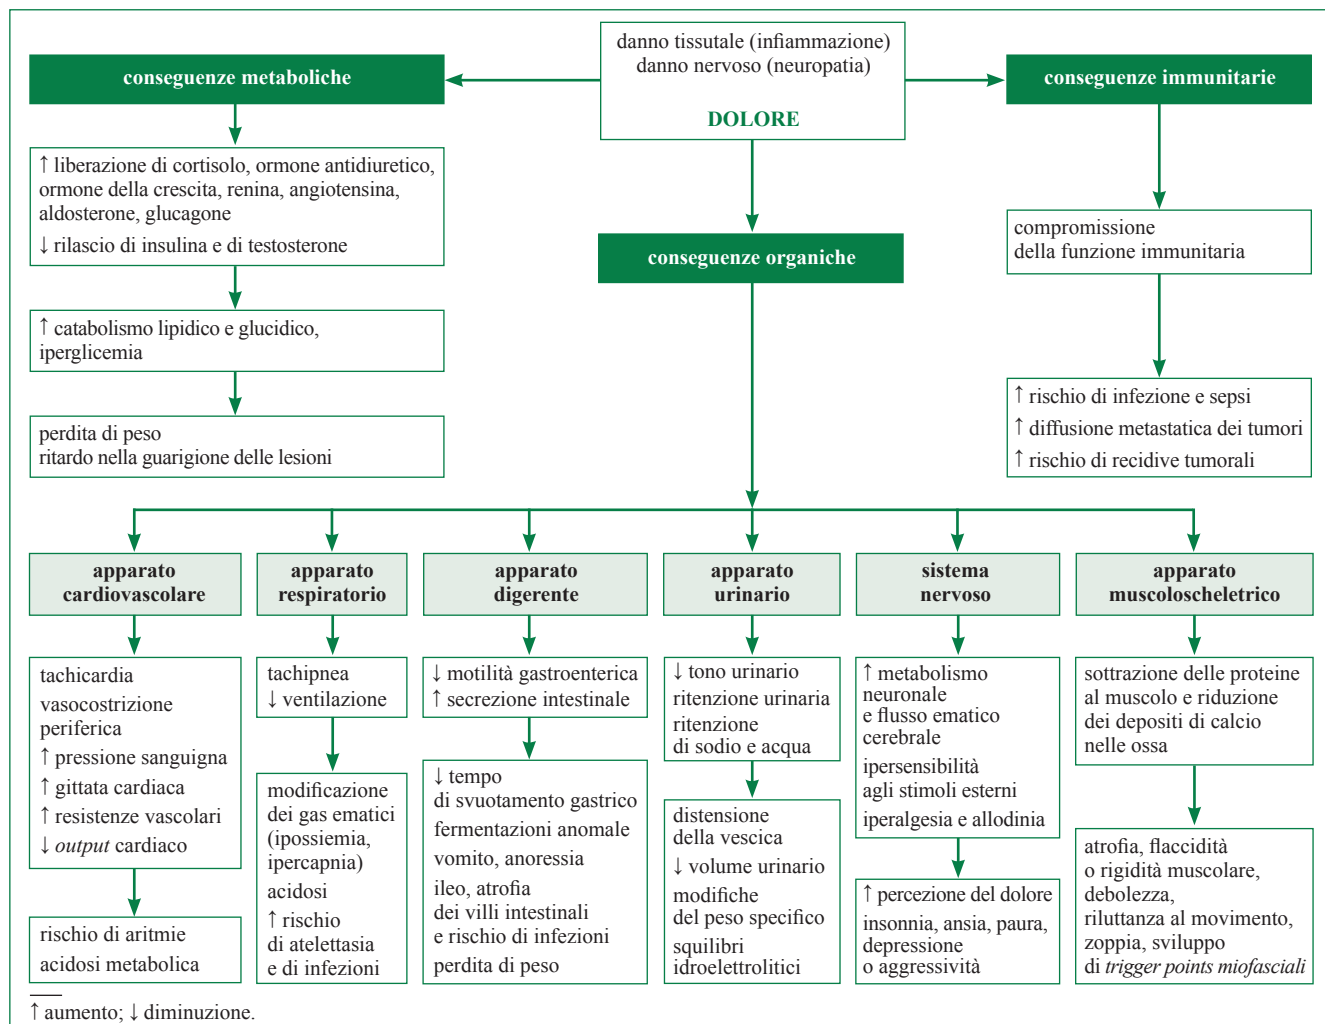 danno tissutale (infiammazione)
danno nervoso (neuropatia)
DOLORE
conseguenze metaboliche
↑ liberazione di cortisolo, ormone antidiuretico,
ormone della crescita, renina, angiotensina,
aldosterone, glucagone
↓ rilascio di insulina e di testosterone
↑ catabolismo lipidico e glucidico,
iperglicemia
perdita di peso
ritardo nella guarigione delle lesioni
conseguenze immunitarie
compromissione
della funzione immunitaria
↑ rischio di infezione e sepsi
↑ diffusione metastatica dei tumori
↑ rischio di recidive tumorali
conseguenze organiche
apparato
cardiovascolare
tachicardia
vasocostrizione
periferica
↑ pressione sanguigna
↑ gittata cardiaca
↑ resistenze vascolari
↓ output cardiaco
rischio di aritmie
acidosi metabolica
apparato
respiratorio
tachipnea
↓ ventilazione
modificazione
dei gas ematici
(ipossiemia,
ipercapnia)
acidosi
↑ rischio
di atelettasia
e di infezioni
apparato
digerente
↓ motilità gastroenterica
↑ secrezione intestinale
↓ tempo
di svuotamento gastrico
fermentazioni anomale
vomito, anoressia
ileo, atrofia
dei villi intestinali
e rischio di infezioni
perdita di peso
apparato
urinario
↓ tono urinario
ritenzione urinaria
ritenzione
di sodio e acqua
distensione
della vescica
↓ volume urinario
modifiche
del peso specifico
squilibri
idroelettrolitici
sistema
nervoso
↑ metabolismo
neuronale
e flusso ematico
cerebrale
ipersensibilità
agli stimoli esterni
iperalgesia e allodinia
↑ percezione del dolore
insonnia, ansia, paura,
depressione
o aggressività
apparato
muscoloscheletrico
sottrazione delle proteine
al muscolo e riduzione
dei depositi di calcio
nelle ossa
atrofia, flaccidità
o rigidità muscolare,
debolezza,
riluttanza al movimento,
zoppia, sviluppo
di trigger points miofasciali
↑ aumento; ↓ diminuzione.